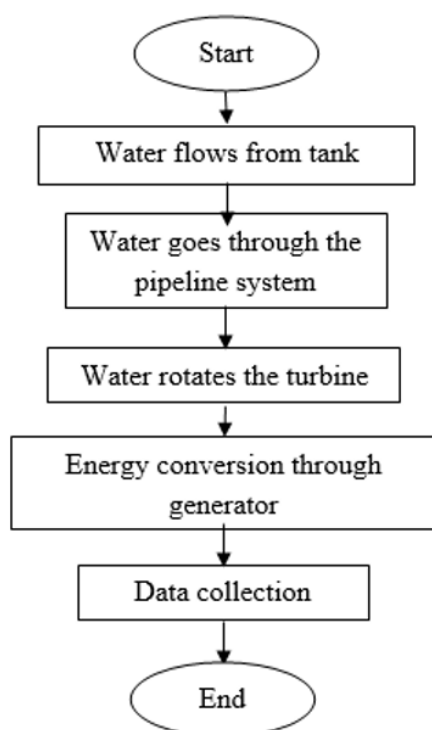 Start
Water flows from tank
Water goes through the
pipeline system
Water rotates the turbine
Energy conversion through
generator
Data collection
End